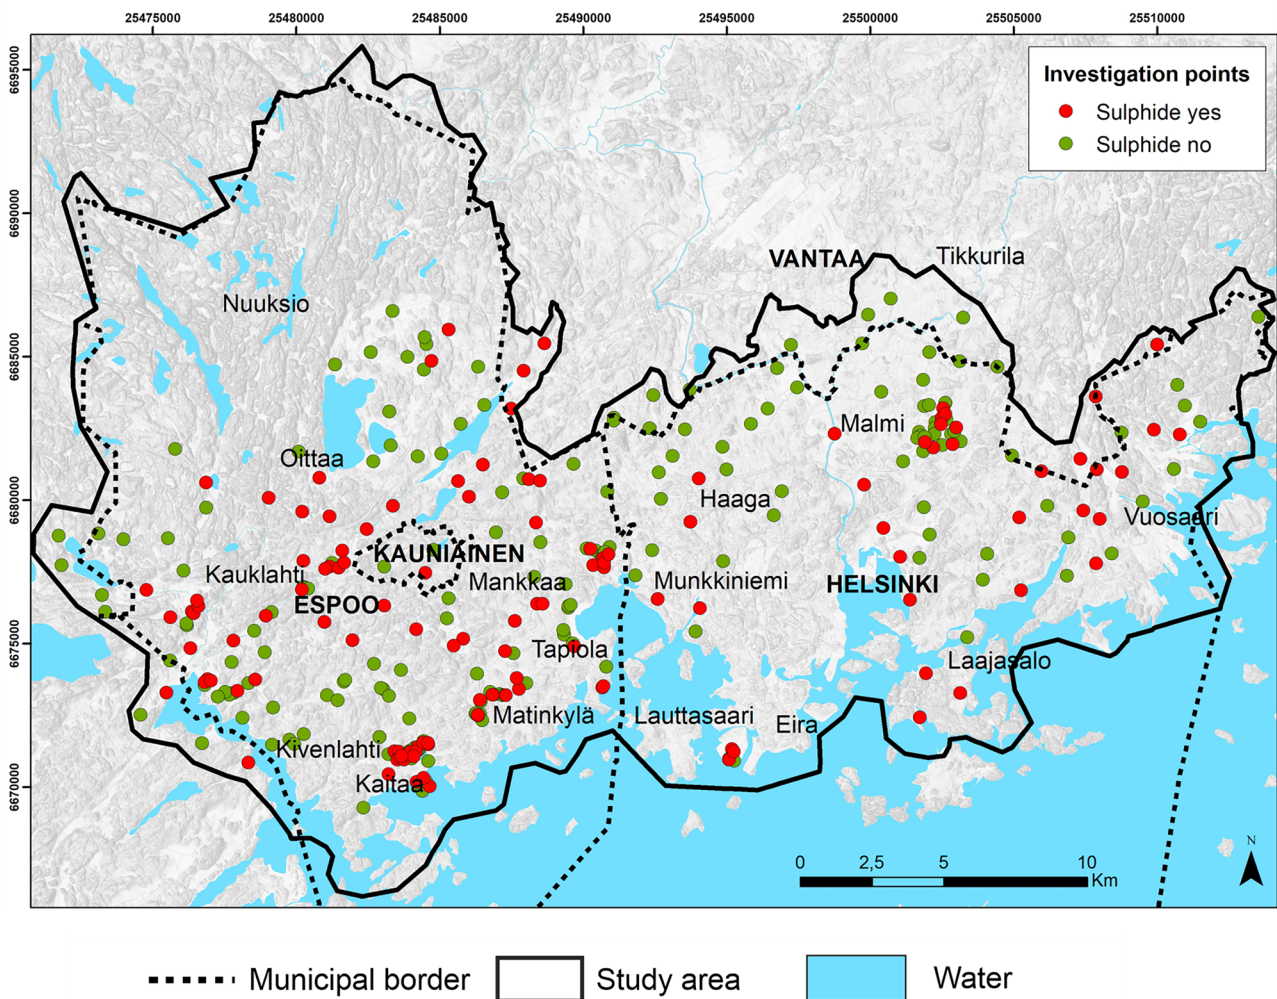 25475000 25480000 25485000 25490000 25495000 25500000 25505000 25510000
6695000
6690000
6685000
6680000
6675000
6670000
Investigation points
Sulphide yes
Sulphide no
VANTAA
Tikkurila
Nuuksio
Malmi
Oittaa
Haaga
Vuosaari
KAUNIAINEN
Kauklahti
Mankkaa
Munkkiniemi
HELSINKI
ESPOO
Tapiola
Laajasalo
Matinkylä
Lauttasaari
Eira
Kivenlahti
Kaitaa
N
0 2,5 5 10
Km
Municipal border
Study area
Water